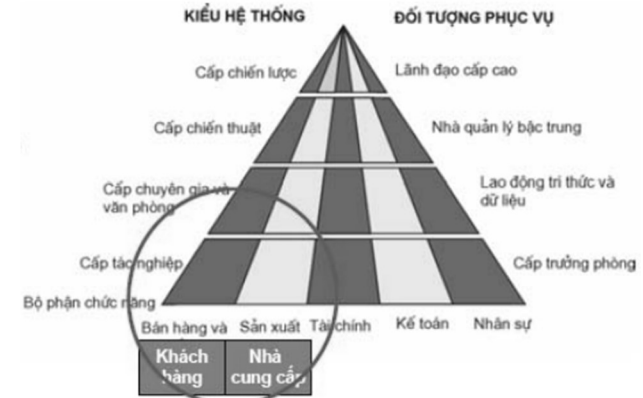 KIỂU HỆ THỐNG
ĐỐI TƯỢNG PHỤC VỤ
Cấp chiến lược
Lãnh đạo cấp cao
Cấp chiến thuật
Nhà quản lý bậc trung
Cấp chuyên gia và
văn phòng
Lao động tri thức và
dữ liệu
Cấp tác nghiệp
Cấp trưởng phòng
Bộ phận chức năng
Bán hàng và
Sản xuất
Tài chính
Kế toán
Nhân sự
Khách
hàng
Nhà
cung cấp